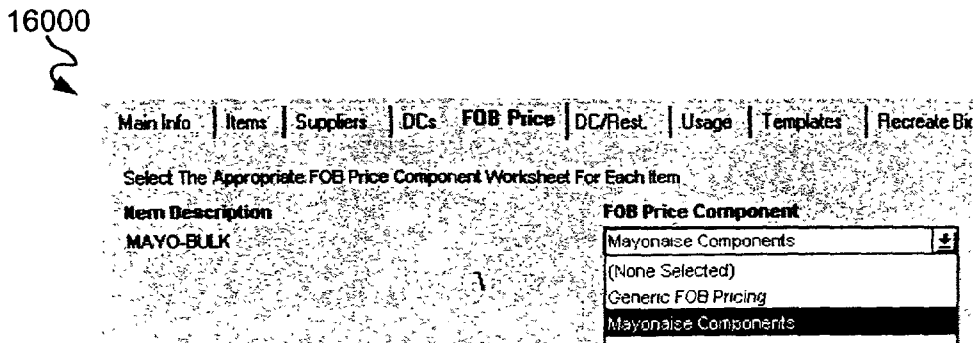 16000
Main Info Items Suppliers DCs FOB Price DC/Rest. Usage Templates Recreate Bid
Select The Appropriate FOB Price Component Worksheet For Each Item
Item Description FOB Price Component
MAYO-BULK Mayonaise Components
(None Selected)
Generic FOB Pricing
Mayonaise Components